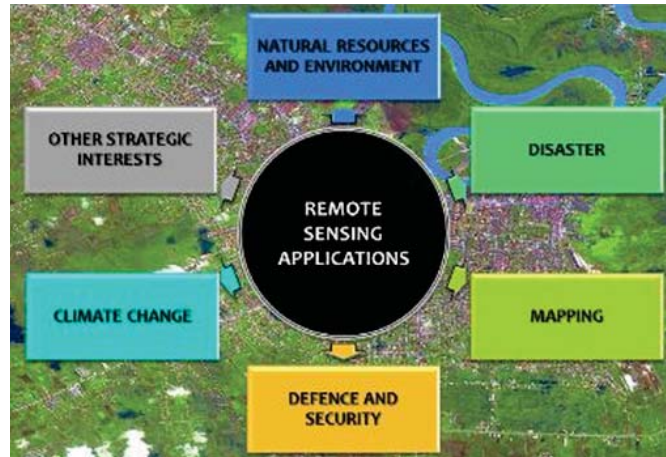 NATURAL RESOURCES
AND ENVIRONMENT
OTHER STRATEGIC
INTERESTS
DISASTER
REMOTE
SENSING
APPLICATIONS
CLIMATE CHANGE
MAPPING
DEFENCE AND
SECURITY